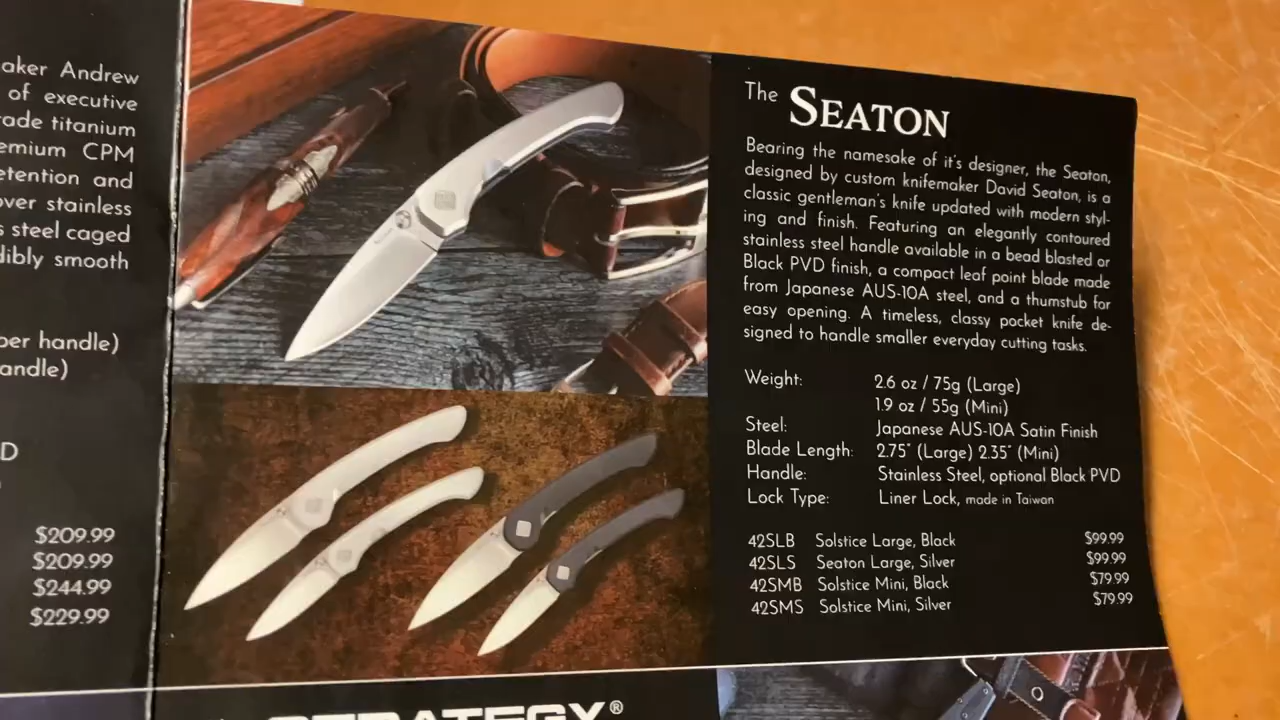 aker Andrew
of executive
rade titanium
emium CPM
etention and
over stainless
s steel caged
dibly smooth
per handle)
andle)
D
$209.99
$209.99
$244.99
$229.99
The SEATON
Bearing the namesake of it's designer, the Seaton,
designed by custom knifemaker David Seaton, is a
classic gentleman's knife updated with modern styl-
ing and finish. Featuring an elegantly contoured
stainless steel handle available in a bead blasted or
Black PVD finish, a compact leaf point blade made
from Japanese AUS-10A steel, and a thumstub for
easy opening. A timeless, classy pocket knife de-
signed to handle smaller everyday cutting tasks.
Weight: 2.6 oz / 75g (Large)
1.9 oz / 55g (Mini)
Steel: Japanese AUS-10A Satin Finish
Blade Length: 2.75" (Large) 2.35" (Mini)
Handle: Stainless Steel, optional Black PVD
Lock Type: Liner Lock, made in Taiwan
42SLB Solstice Large, Black $99.99
42SLS Seaton Large, Silver $99.99
42SMB Solstice Mini, Black $79.99
42SMS Solstice Mini, Silver $79.99
STRATEGY®